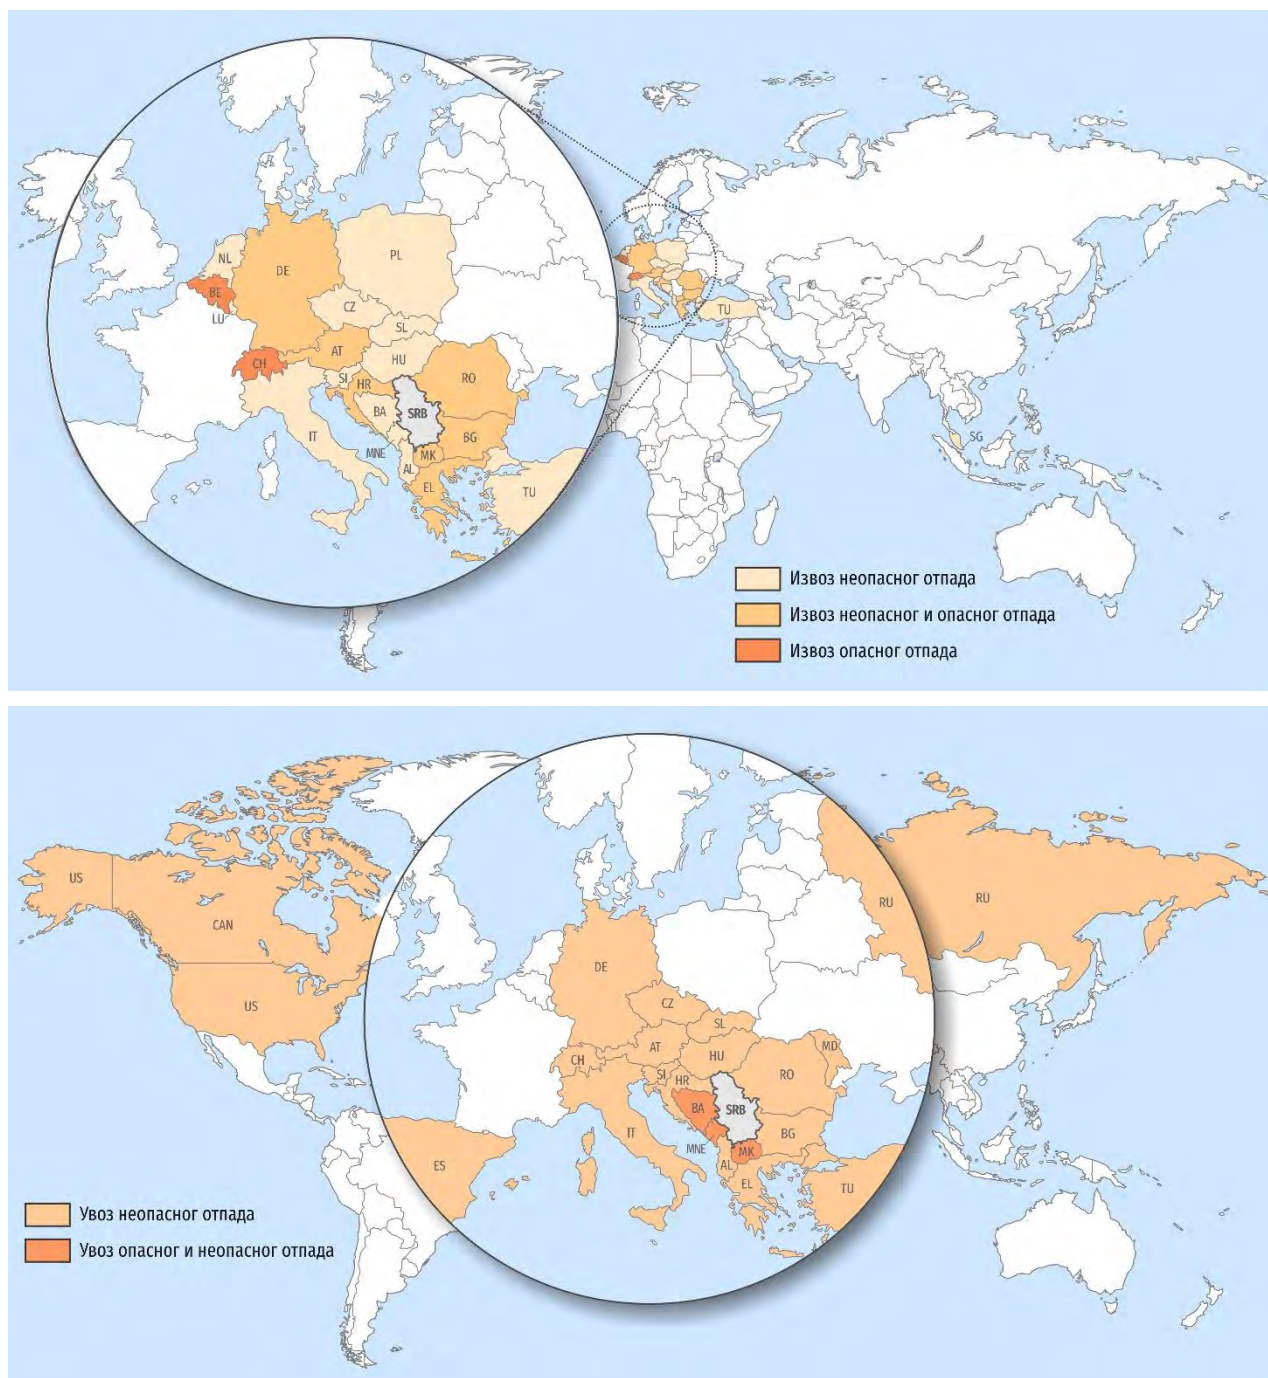 NL
DE
PL
BE
LU
CZ
SL
CH
AT
HU
SI
HR
RO
BA
SRB
IT
MNE
BG
MK
AL
EL
TU
TU
SG
Извоз неопасног отпада
Извоз неопасног и опасног отпада
Извоз опасног отпада
US
CAN
US
RU
RU
DE
CZ
SL
AT
MD
CH
HU
SI
HR
RO
BA
SRB
IT
BG
MNE
MK
ES
AL
EL
TU
Увоз неопасног отпада
Увоз опасног и неопасног отпада